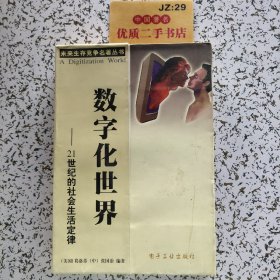 JZ:29
中国书店
优质二手书店
未来生存竞争名著丛书
A Digitization World
数字化世界
——21世纪的社会生活定律
电子工业出版社